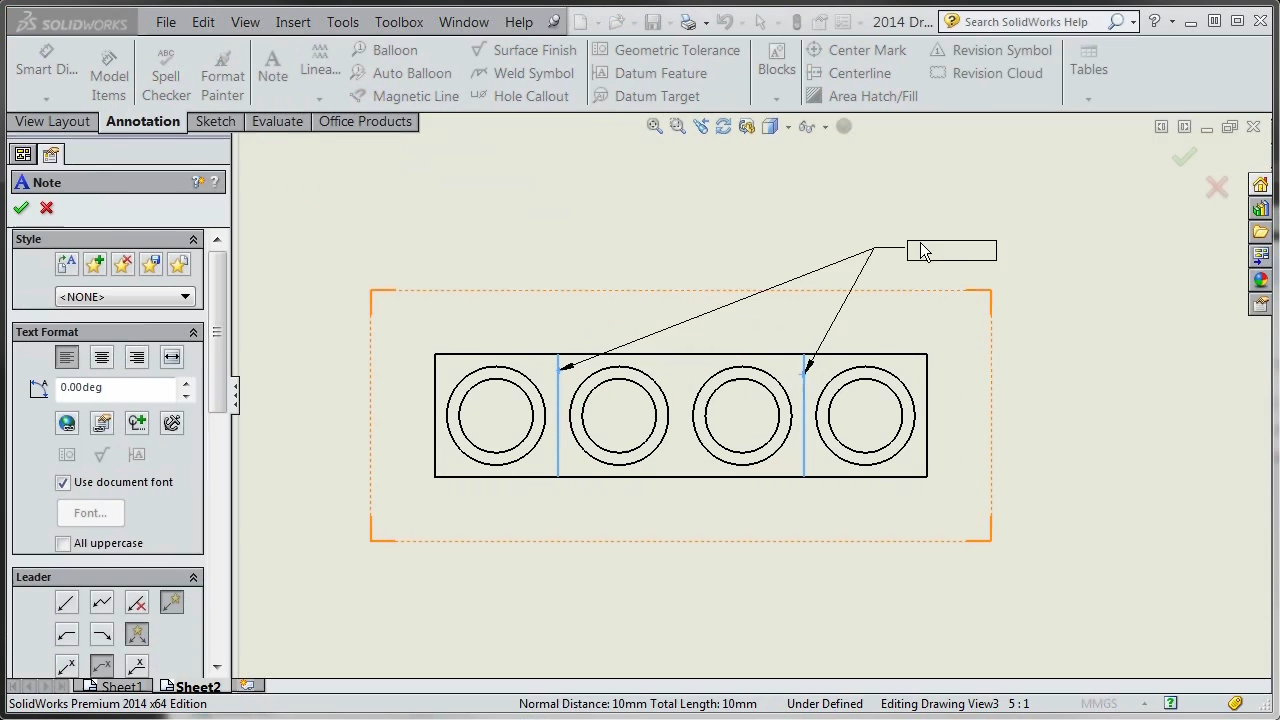 SOLIDWORKS File Edit View Insert Tools Toolbox Window Help 2014 Dr... Search SolidWorks Help
Smart Di... Model Items Spell Checker Format Painter Note Linea... Balloon Surface Finish Geometric Tolerance Blocks Center Mark Revision Symbol Tables
Auto Balloon Weld Symbol Datum Feature Centerline Revision Cloud
Magnetic Line Hole Callout Datum Target Area Hatch/Fill
View Layout Annotation Sketch Evaluate Office Products
Note
Style
<NONE>
Text Format
0.00deg
Use document font
Font...
All uppercase
Leader
Sheet1 Sheet2
SolidWorks Premium 2014 x64 Edition Normal Distance: 10mm Total Length: 10mm Under Defined Editing Drawing View3 5 : 1 MMGS